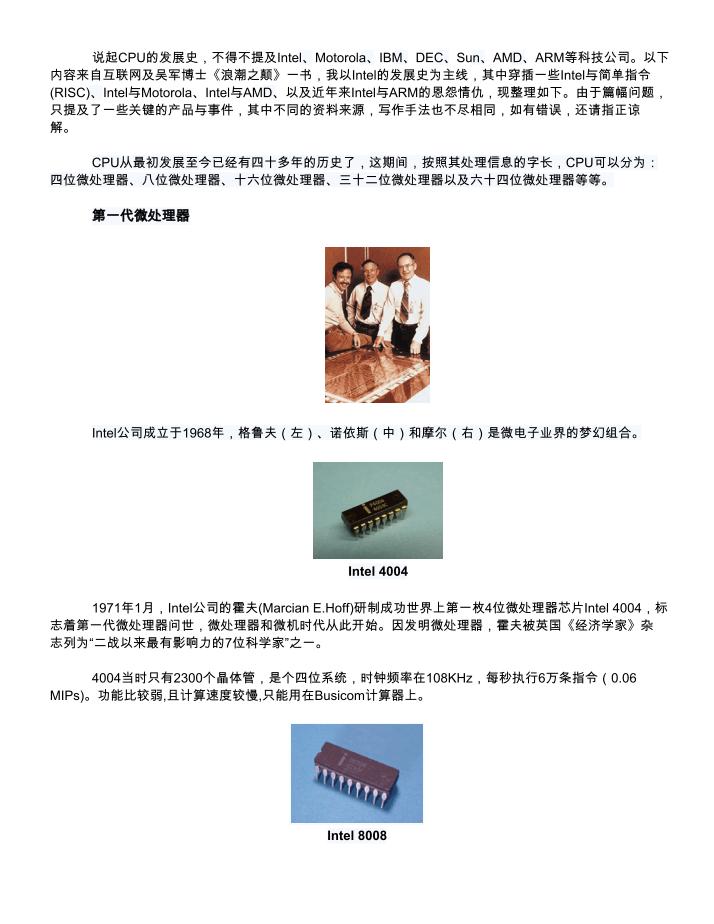 说起CPU的发展史，不得不提及Intel、Motorola、IBM、DEC、Sun、AMD、ARM等科技公司。以下
内容来自互联网及吴军博士《浪潮之颠》一书，我以Intel的发展史为主线，其中穿插一些Intel与简单指令
(RISC)、Intel与Motorola、Intel与AMD、以及近年来Intel与ARM的恩怨情仇，现整理如下。由于篇幅问题，
只提及了一些关键的产品与事件，其中不同的资料来源，写作手法也不尽相同，如有错误，还请指正谅
解。
CPU从最初发展至今已经有四十多年的历史了，这期间，按照其处理信息的字长，CPU可以分为：
四位微处理器、八位微处理器、十六位微处理器、三十二位微处理器以及六十四位微处理器等等。
第一代微处理器
Intel公司成立于1968年，格鲁夫（左）、诺依斯（中）和摩尔（右）是微电子业界的梦幻组合。
Intel 4004
1971年1月，Intel公司的霍夫(Marcian E.Hoff)研制成功世界上第一枚4位微处理器芯片Intel 4004，标
志着第一代微处理器问世，微处理器和微机时代从此开始。因发明微处理器，霍夫被英国《经济学家》杂
志列为“二战以来最有影响力的7位科学家”之一。
4004当时只有2300个晶体管，是个四位系统，时钟频率在108KHz，每秒执行6万条指令（0.06
MIPs)。功能比较弱,且计算速度较慢,只能用在Busicom计算器上。
Intel 8008